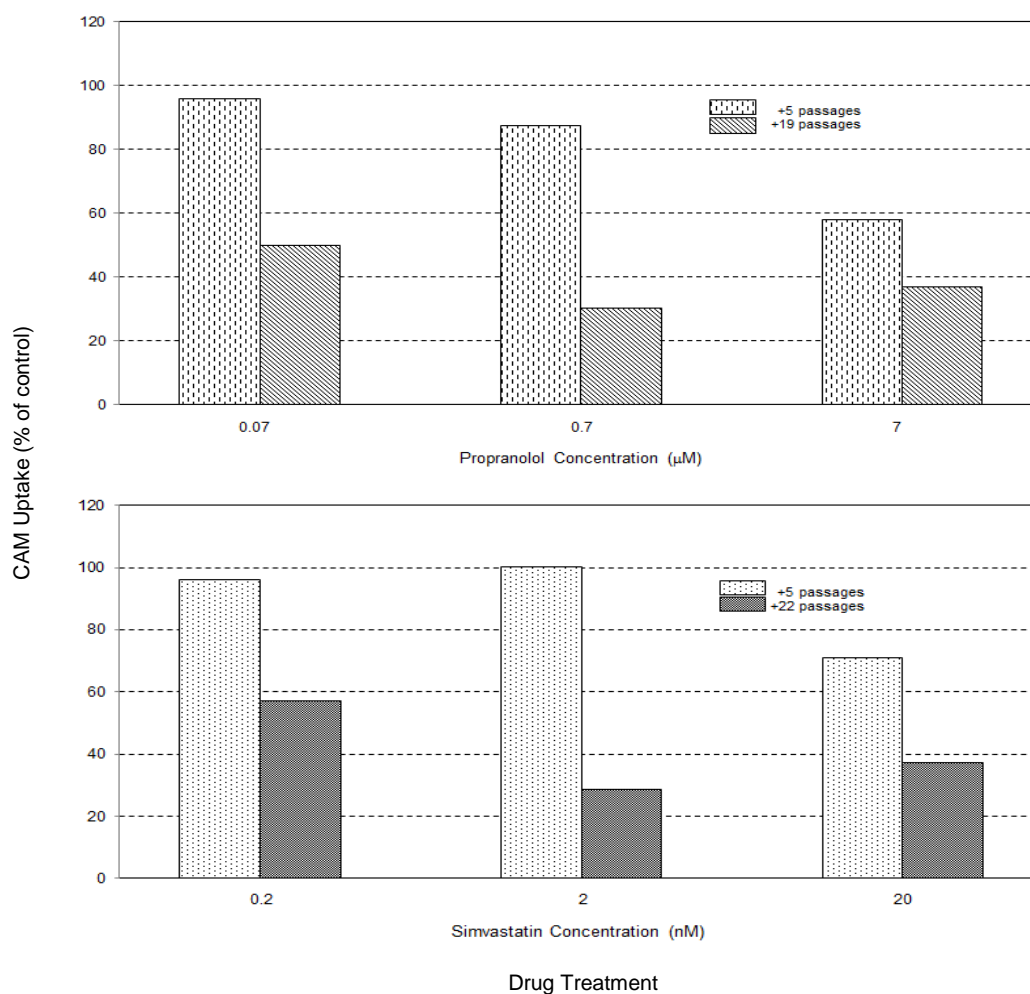 CAM Uptake (% of control)
120
100
80
60
40
20
0
+5 passages
+19 passages
0.07 0.7 7
Propranolol Concentration (μM)
120
100
80
60
40
20
0
+5 passages
+22 passages
0.2 2 20
Simvastatin Concentration (nM)
Drug Treatment